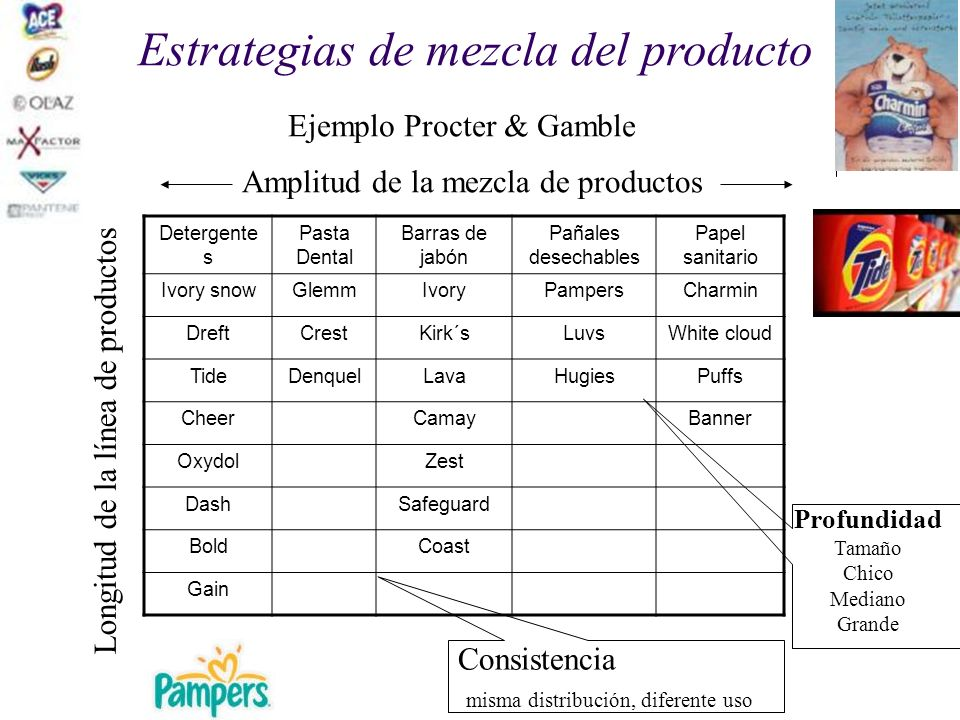 Estrategias de mezcla del producto
Ejemplo Procter & Gamble
Amplitud de la mezcla de productos
Longitud de la línea de productos
Detergente
s
Pasta
Dental
Barras de
jabón
Pañales
desechables
Papel
sanitario
Ivory snow Glemm Ivory Pampers Charmin
Dreft Crest Kirk´s Luvs White cloud
Tide Denquel Lava Hugies Puffs
Cheer Camay Banner
Oxydol Zest
Dash Safeguard
Bold Coast
Gain
Profundidad
Tamaño
Chico
Mediano
Grande
Consistencia
misma distribución, diferente uso
ACE
Dash
OLAZ
MAXFACTOR
VICKS
PANTENE
Charmin
Tide
Pampers